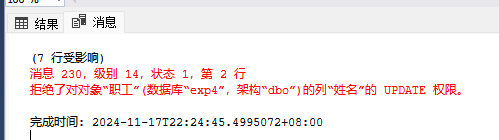 100 %
结果 消息
(7 行受影响)
消息 230, 级别 14, 状态 1, 第 2 行
拒绝了对对象“职工”(数据库“exp4”, 架构“dbo”)的列“姓名”的 UPDATE 权限。
完成时间: 2024-11-17T22:24:45.4995072+08:00